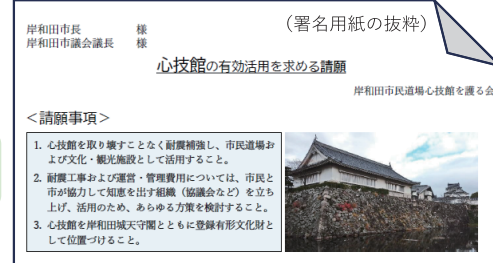 （署名用紙の抜粋）
岸和田市長　様
岸和田市議会議長　様
心技館の有効活用を求める請願
岸和田市民道場心技館を護る会
＜請願事項＞
1. 心技館を取り壊すことなく耐震補強し、市民道場お
よび文化・観光施設として活用すること。
2. 耐震工事および運営・管理費用については、市民と
市が協力して知恵を出す組織（協議会など）を立ち
上げ、活用のため、あらゆる方策を検討すること。
3. 心技館を岸和田城天守閣とともに登録有形文化財と
して位置づけること。